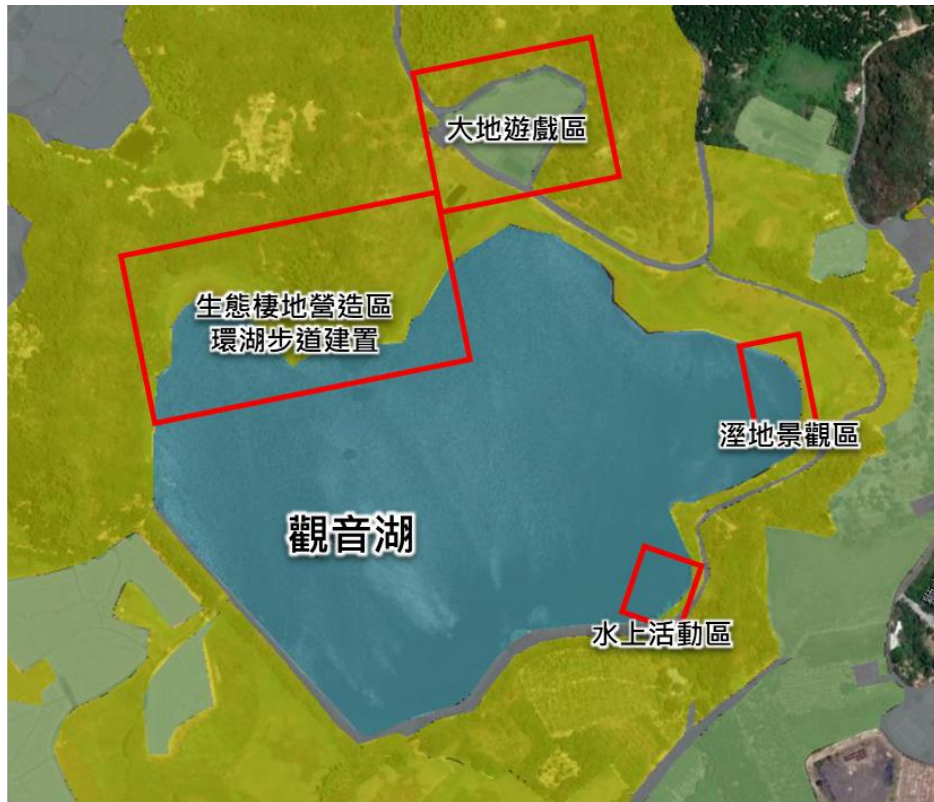 大地遊戲區
生態棲地營造區
環湖步道建置
溼地景觀區
觀音湖
水上活動區